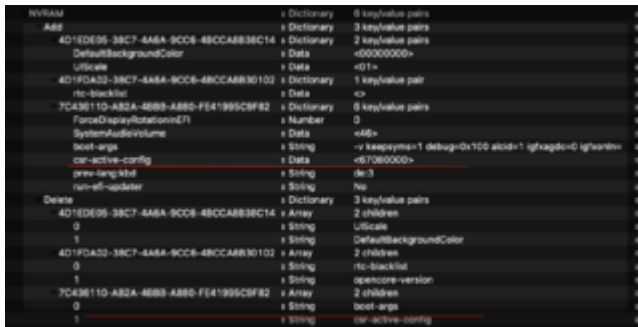 NVRAM Dictionary 6 key/value pairs
Add Dictionary 3 key/value pairs
4D1EDE05-38C7-4A6A-9CC6-4BCCA8B38C14 Dictionary 2 key/value pairs
DefaultBackgroundColor Data <00000000>
UIScale Data <01>
4D1FDA02-38C7-4A6A-9CC6-4BCCA8B30102 Dictionary 1 key/value pair
rtc-blacklist Data <>
7C436110-AB2A-4BBB-A880-FE41995C9F82 Dictionary 6 key/value pairs
ForceDisplayRotationInEFI Number 0
SystemAudioVolume Data <46>
boot-args String -v keepsyms=1 debug=0x100 alcid=1 igfxagdc=0 igfxonln=
csr-active-config Data <67080000>
prev-lang:kbd String de:3
run-efi-updater String No
Delete Dictionary 3 key/value pairs
4D1EDE05-38C7-4A6A-9CC6-4BCCA8B38C14 Array 2 children
0 String UIScale
1 String DefaultBackgroundColor
4D1FDA02-38C7-4A6A-9CC6-4BCCA8B30102 Array 2 children
0 String rtc-blacklist
1 String opencore-version
7C436110-AB2A-4BBB-A880-FE41995C9F82 Array 2 children
0 String boot-args
1 String csr-active-config